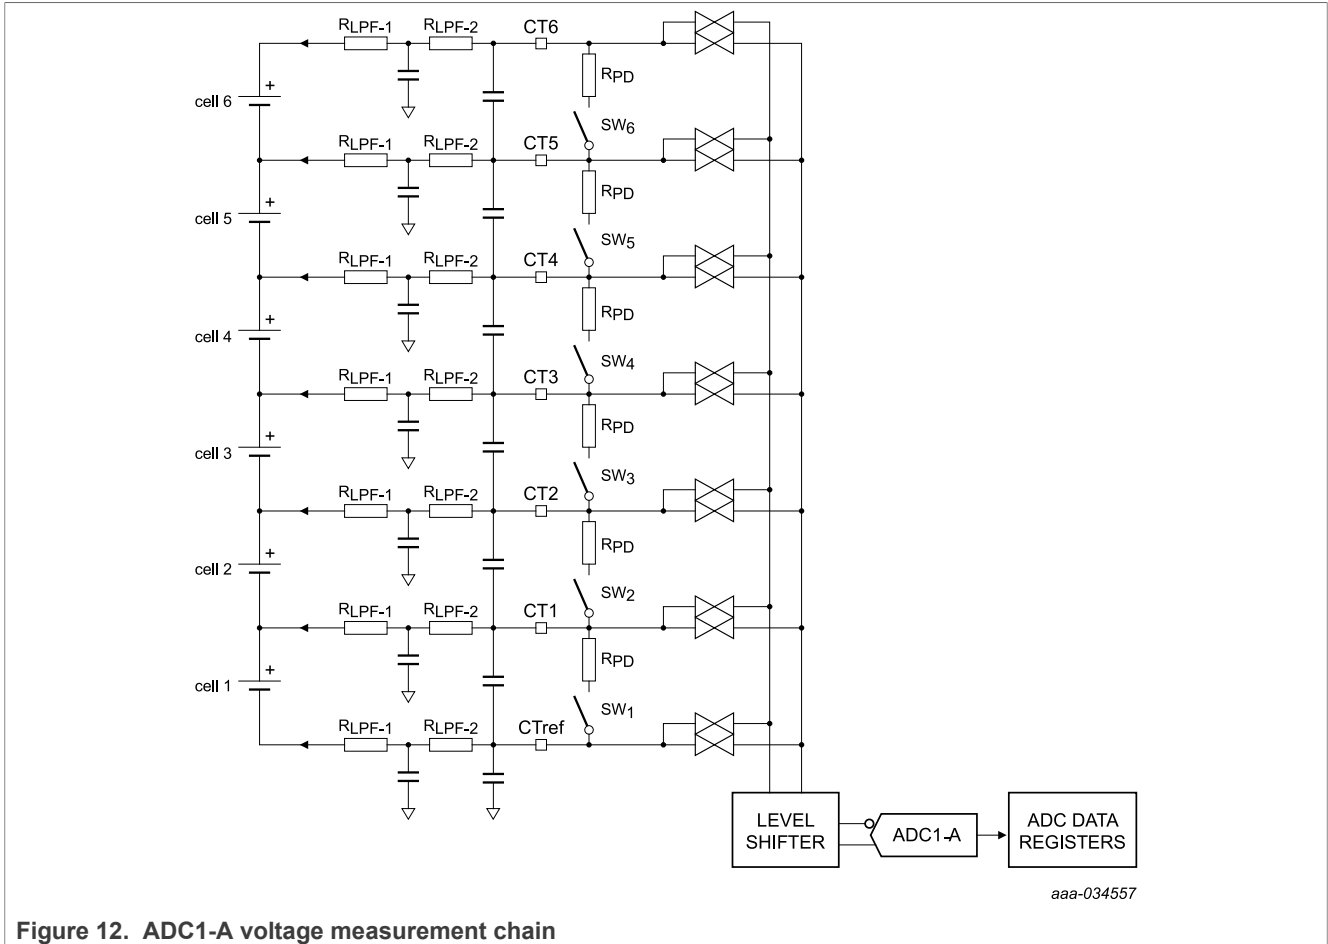 RLPF-1 RLPF-2 CT6
RPD
+
cell 6
SW6
RLPF-1 RLPF-2 CT5
RPD
+
cell 5
SW5
RLPF-1 RLPF-2 CT4
RPD
+
cell 4
SW4
RLPF-1 RLPF-2 CT3
RPD
+
cell 3
SW3
RLPF-1 RLPF-2 CT2
RPD
+
cell 2
SW2
RLPF-1 RLPF-2 CT1
RPD
+
cell 1
SW1
RLPF-1 RLPF-2 CTref
LEVEL
SHIFTER
ADC1-A
ADC DATA
REGISTERS
aaa-034557
Figure 12. ADC1-A voltage measurement chain